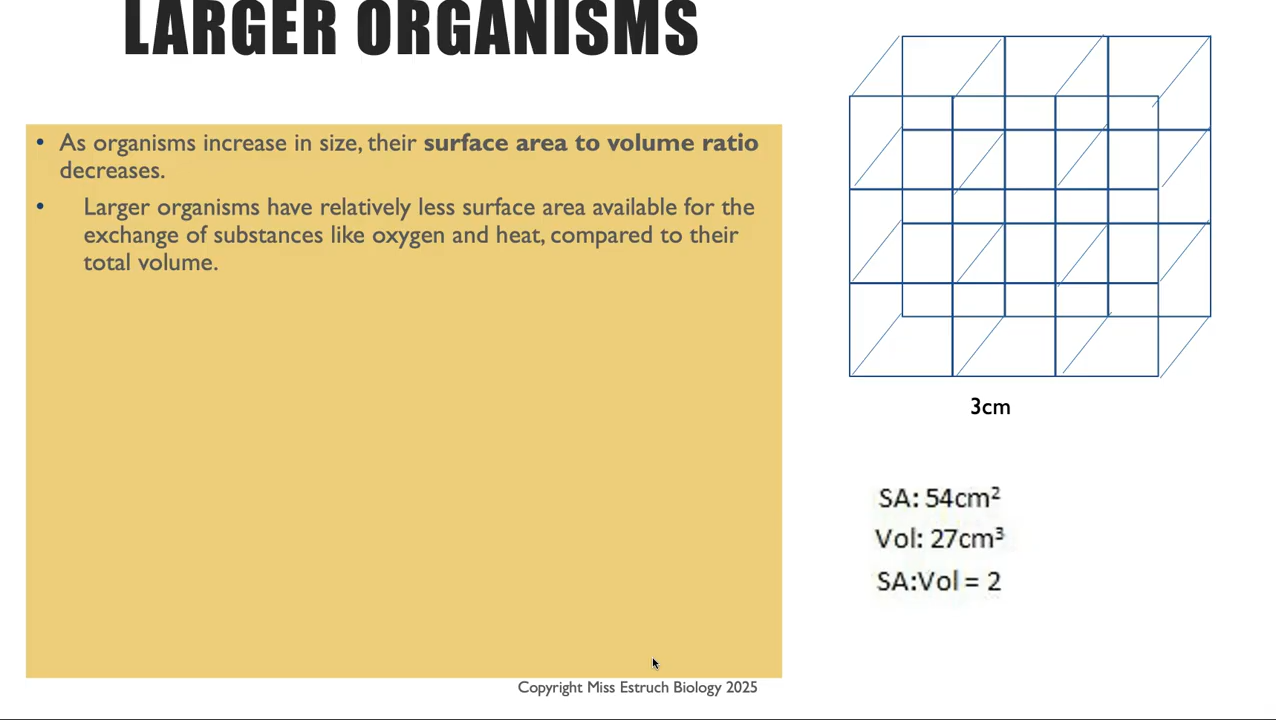 LARGER ORGANISMS
• As organisms increase in size, their surface area to volume ratio
decreases.
• Larger organisms have relatively less surface area available for the
exchange of substances like oxygen and heat, compared to their
total volume.
3cm
SA: 54cm²
Vol: 27cm³
SA:Vol = 2
Copyright Miss Estruch Biology 2025